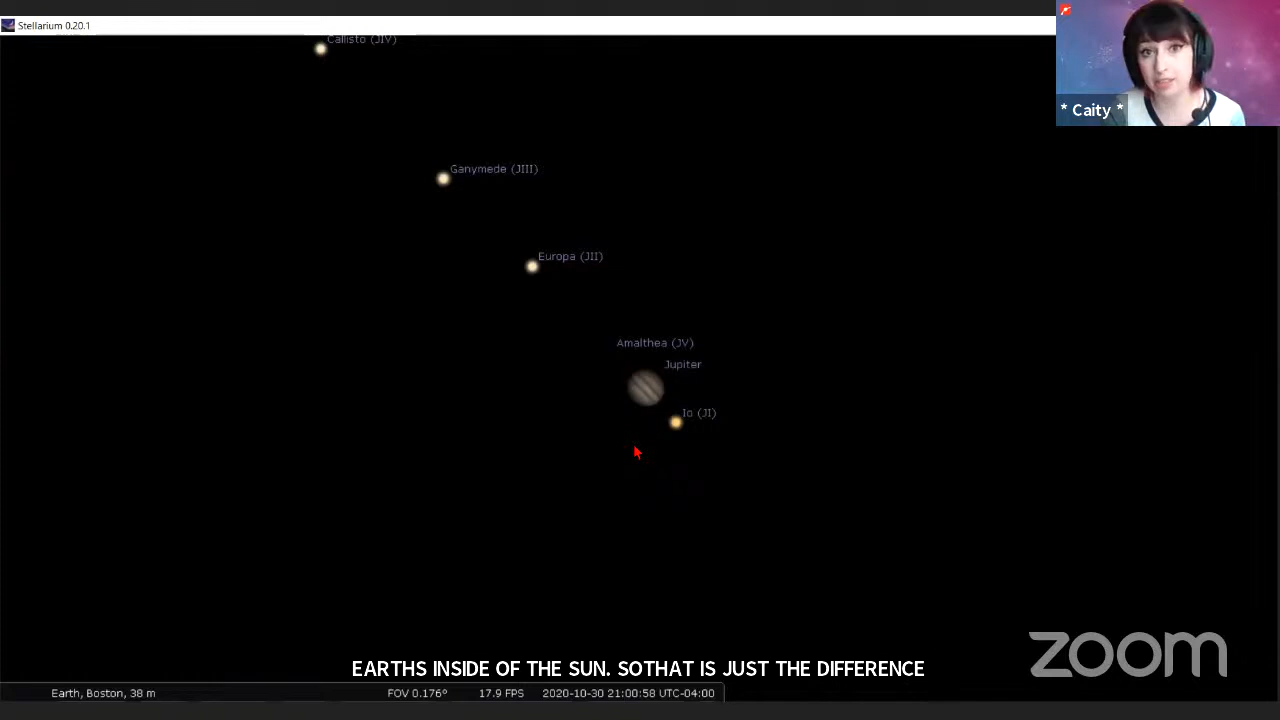 Stellarium 0.20.1
Callisto (JIV)
* Caity *
Ganymede (JIII)
Europa (JII)
Amalthea (JV)
Jupiter
Io (JI)
zoom
EARTHS INSIDE OF THE SUN. SOTHAT IS JUST THE DIFFERENCE
Earth, Boston, 38 m FOV 0.176° 17.9 FPS 2020-10-30 21:00:58 UTC-04:00